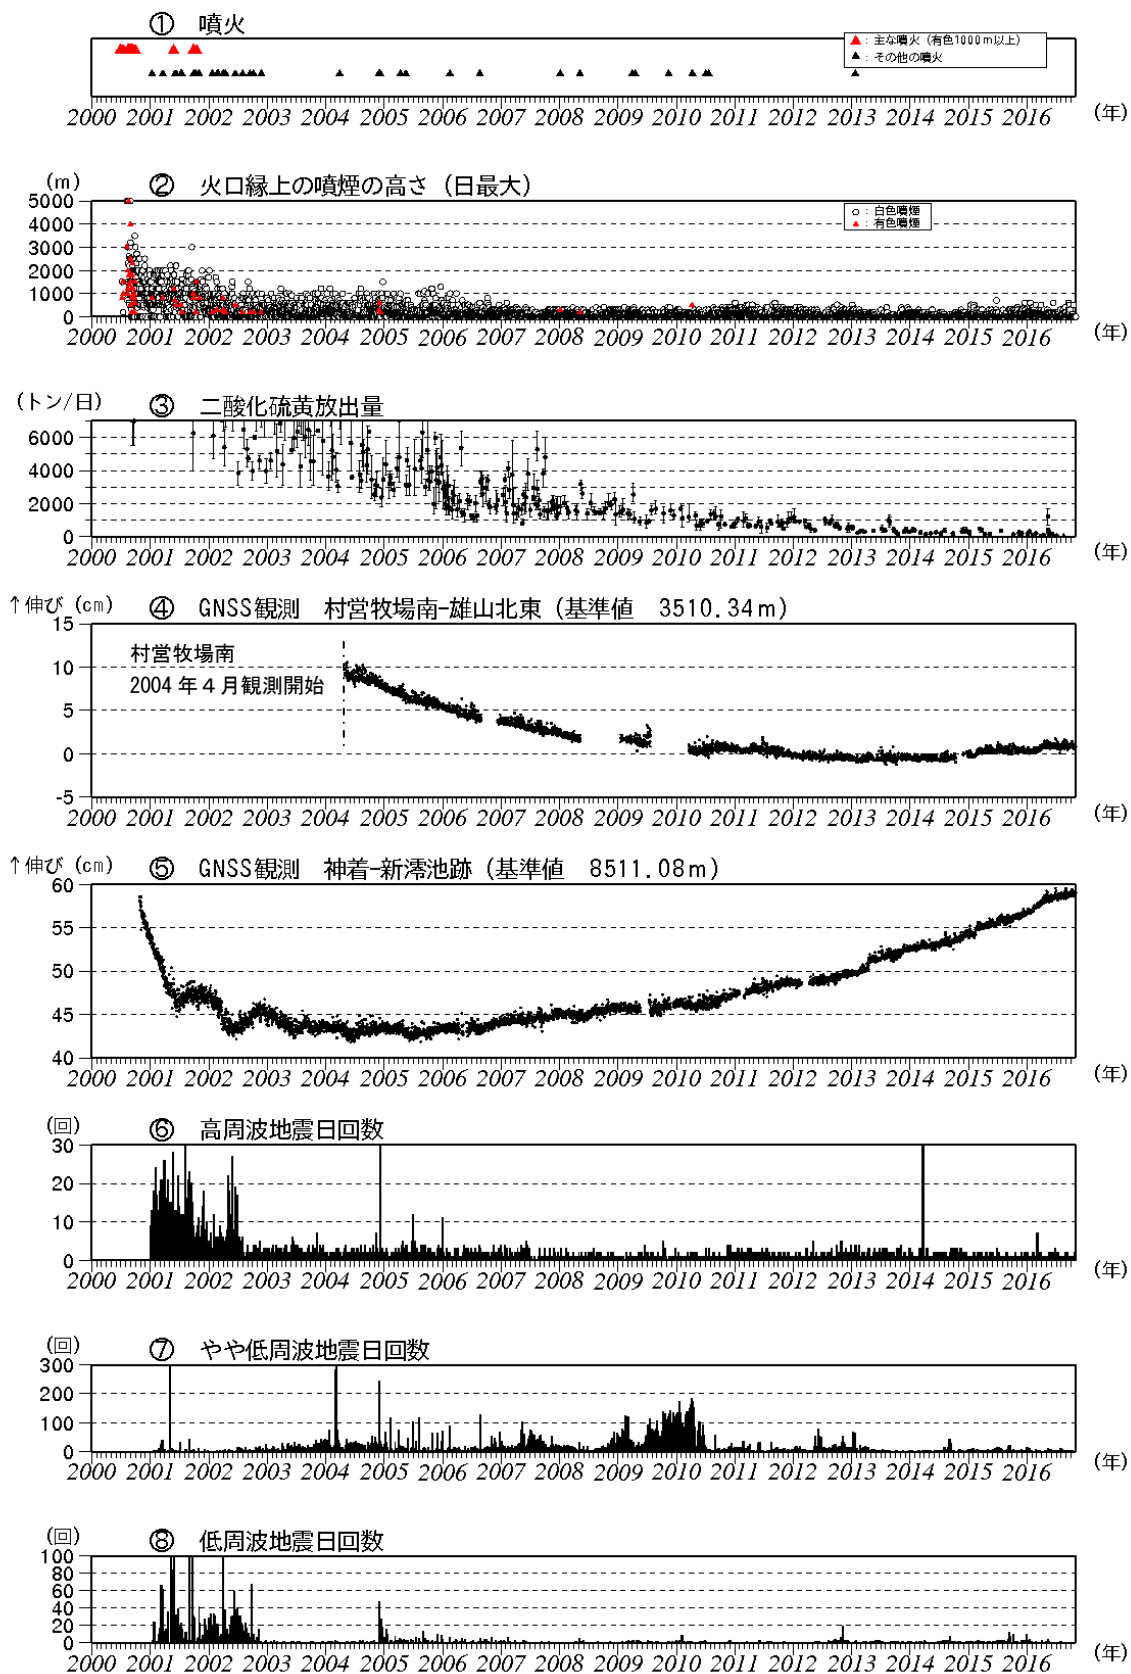 ① 噴火
▲：主な噴火（有色1000m以上）
▲：その他の噴火
2000 2001 2002 2003 2004 2005 2006 2007 2008 2009 2010 2011 2012 2013 2014 2015 2016 (年)
(m) ② 火口縁上の噴煙の高さ（日最大）
○：白色噴煙
▲：有色噴煙
5000
4000
3000
2000
1000
0
2000 2001 2002 2003 2004 2005 2006 2007 2008 2009 2010 2011 2012 2013 2014 2015 2016 (年)
(トン/日) ③ 二酸化硫黄放出量
6000
4000
2000
0
2000 2001 2002 2003 2004 2005 2006 2007 2008 2009 2010 2011 2012 2013 2014 2015 2016 (年)
↑伸び (cm) ④ GNSS観測 村営牧場南-雄山北東（基準値 3510.34m）
15
村営牧場南
10
2004年4月観測開始
5
0
-5
2000 2001 2002 2003 2004 2005 2006 2007 2008 2009 2010 2011 2012 2013 2014 2015 2016 (年)
↑伸び (cm) ⑤ GNSS観測 神着-新澪池跡（基準値 8511.08m）
60
55
50
45
40
2000 2001 2002 2003 2004 2005 2006 2007 2008 2009 2010 2011 2012 2013 2014 2015 2016 (年)
(回) ⑥ 高周波地震日回数
30
20
10
0
2000 2001 2002 2003 2004 2005 2006 2007 2008 2009 2010 2011 2012 2013 2014 2015 2016 (年)
(回) ⑦ やや低周波地震日回数
300
200
100
0
2000 2001 2002 2003 2004 2005 2006 2007 2008 2009 2010 2011 2012 2013 2014 2015 2016 (年)
(回) ⑧ 低周波地震日回数
100
80
60
40
20
0
2000 2001 2002 2003 2004 2005 2006 2007 2008 2009 2010 2011 2012 2013 2014 2015 2016 (年)